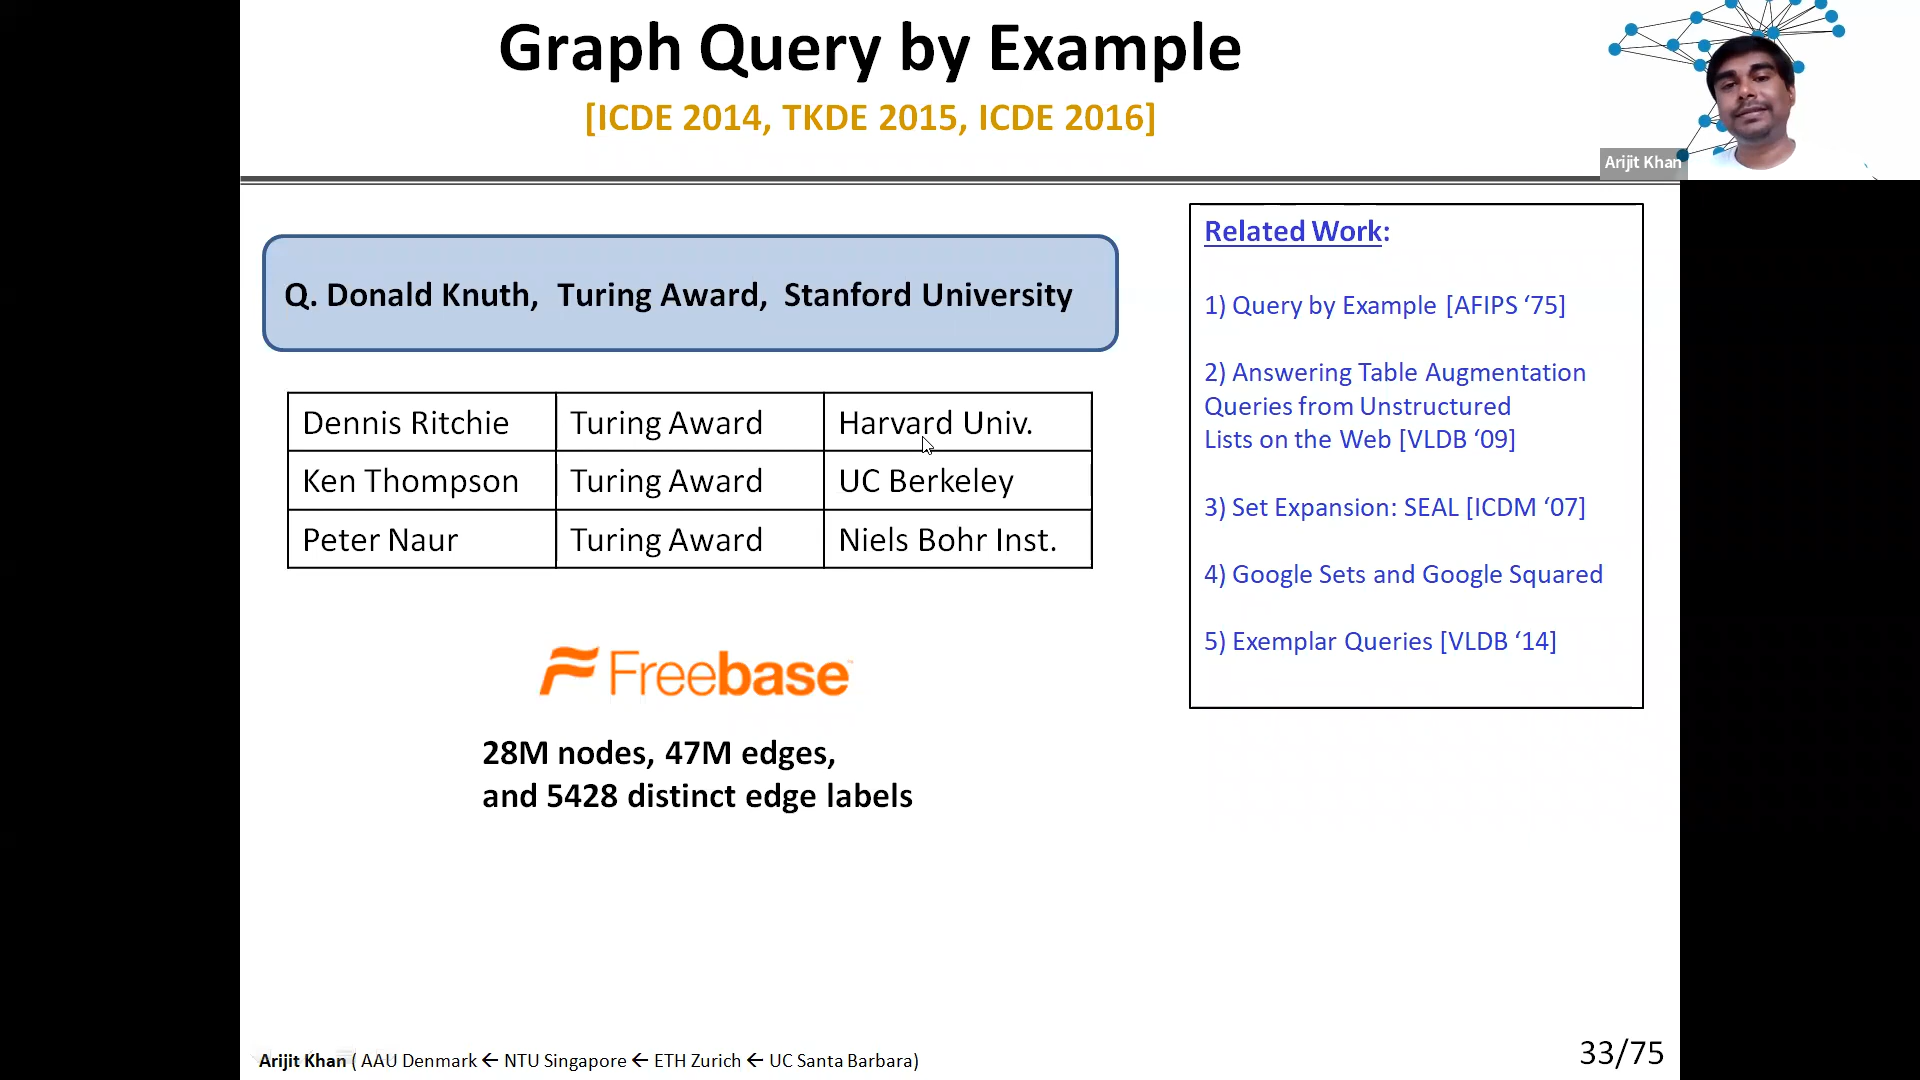 Graph Query by Example
[ICDE 2014, TKDE 2015, ICDE 2016]
Arijit Khan
Q. Donald Knuth, Turing Award, Stanford University
Dennis Ritchie Turing Award Harvard Univ.
Ken Thompson Turing Award UC Berkeley
Peter Naur Turing Award Niels Bohr Inst.
Freebase
28M nodes, 47M edges,
and 5428 distinct edge labels
Related Work:
1) Query by Example [AFIPS ‘75]
2) Answering Table Augmentation
Queries from Unstructured
Lists on the Web [VLDB ‘09]
3) Set Expansion: SEAL [ICDM ‘07]
4) Google Sets and Google Squared
5) Exemplar Queries [VLDB ‘14]
Arijit Khan ( AAU Denmark ← NTU Singapore ← ETH Zurich ← UC Santa Barbara)
33/75